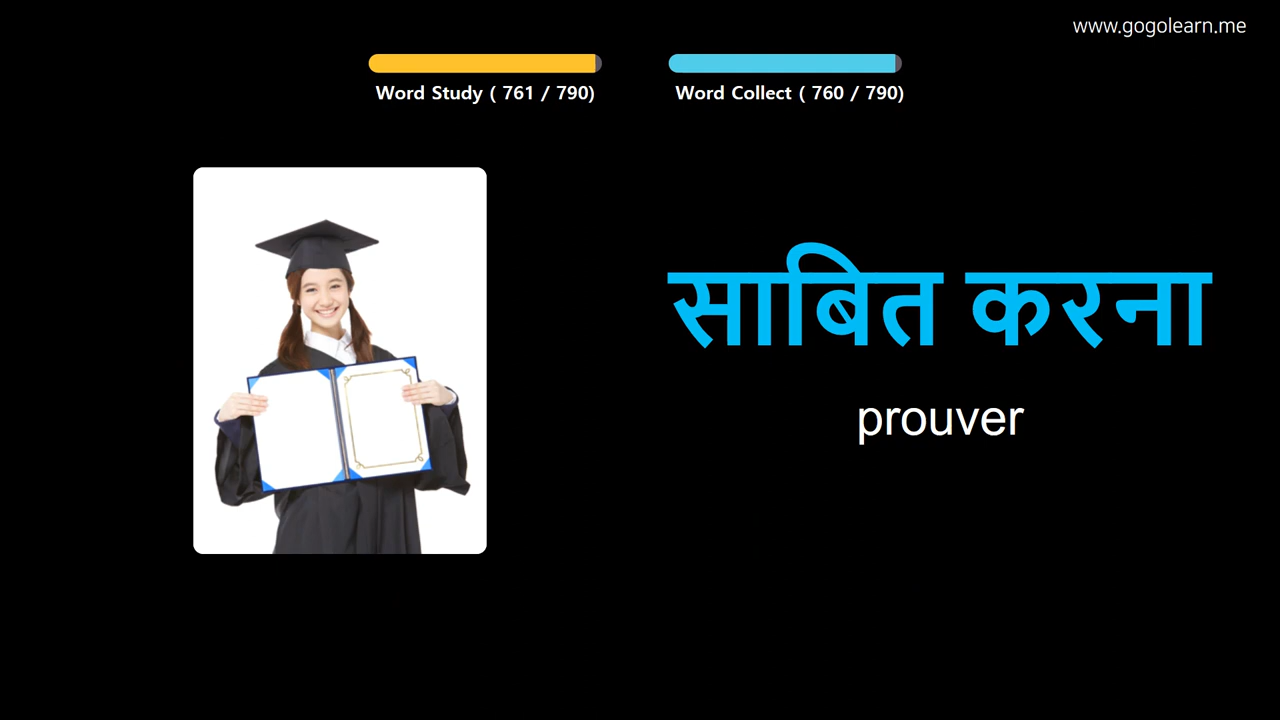 www.gogolearn.me
Word Study ( 761 / 790)
Word Collect ( 760 / 790)
साबित करना
prouver